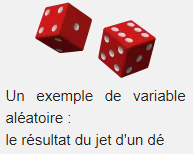 Un exemple de variable
aléatoire :
le résultat du jet d'un dé